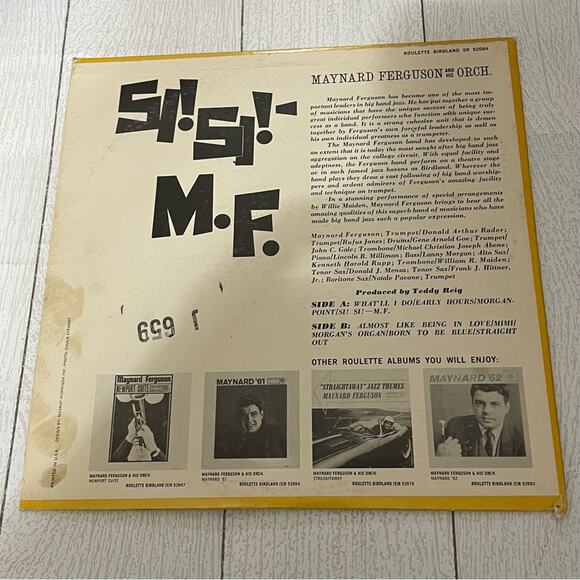 ROULETTE BIRDLAND SR 52084
SI! SI!-
M.F.
MAYNARD FERGUSON AND HIS ORCH.
Maynard Ferguson has become one of the most im-
portant leaders in big band jazz. He has put together a group
of musicians that have the unique success of being truly
great individual performers who function with unique suc-
cess as a band. It is a strong cohesive unit that is drawn
together by Ferguson's own forceful leadership as well as
his own individual greatness as a trumpeter.
The Maynard Ferguson band has developed to such
an extent that it is today the most sought after big band jazz
aggregation on the college circuit. With equal facility and
adeptness, the Ferguson band perform on a theatre stage
or in such famed jazz havens as Birdland. Wherever the
band plays they draw a vast following of big band worship-
pers and ardent admirers of Ferguson's amazing facility
and technique on trumpet.
In a stunning performance of special arrangements
by Willie Maiden, Maynard Ferguson brings to bear all the
amazing qualities of this superb band of musicians who have
made big band jazz such a popular expression.
Maynard Ferguson; Trumpet/Donald Arthur Rader;
Trumpet/Rufus Jones; Drums/Gene Arnold Goe; Trumpet/
John C. Gale; Trombone/Michael Christian Joseph Abene;
Piano/Lincoln B. Milliman; Bass/Lanny Morgan; Alto Sax/
Kenneth Harold Rupp; Trombone/William R. Maiden;
Tenor Sax/Donald J. Menza; Tenor Sax/Frank J. Hittner,
Jr.; Baritone Sax/Natale Pavone; Trumpet
Produced by Teddy Reig
SIDE A: WHAT'LL I DO/EARLY HOURS/MORGAN-
POINT/SI! SI!—M.F.
SIDE B: ALMOST LIKE BEING IN LOVE/MIMI/
MORGAN'S ORGAN/BORN TO BE BLUE/STRAIGHT
OUT
J 659
OTHER ROULETTE ALBUMS YOU WILL ENJOY:
Maynard Ferguson
NEWPORT SUITE
MAYNARD '61
"STRAIGHTAWAY" JAZZ THEMES
MAYNARD FERGUSON
MAYNARD '62
MAYNARD FERGUSON & HIS ORCH.
NEWPORT SUITE
ROULETTE BIRDLAND (S)R 52047
MAYNARD FERGUSON & HIS ORCH.
MAYNARD '61
ROULETTE BIRDLAND (S)R 52064
MAYNARD FERGUSON & HIS ORCH.
STRAIGHTAWAY
ROULETTE BIRDLAND (S)R 52076
MAYNARD FERGUSON & HIS ORCH.
MAYNARD '62
ROULETTE BIRDLAND (S)R 52083
PRINTED IN U.S.A. DESIGN BY: MOSKOF MORRISON INC./PHOTO: CHUCK STEWART